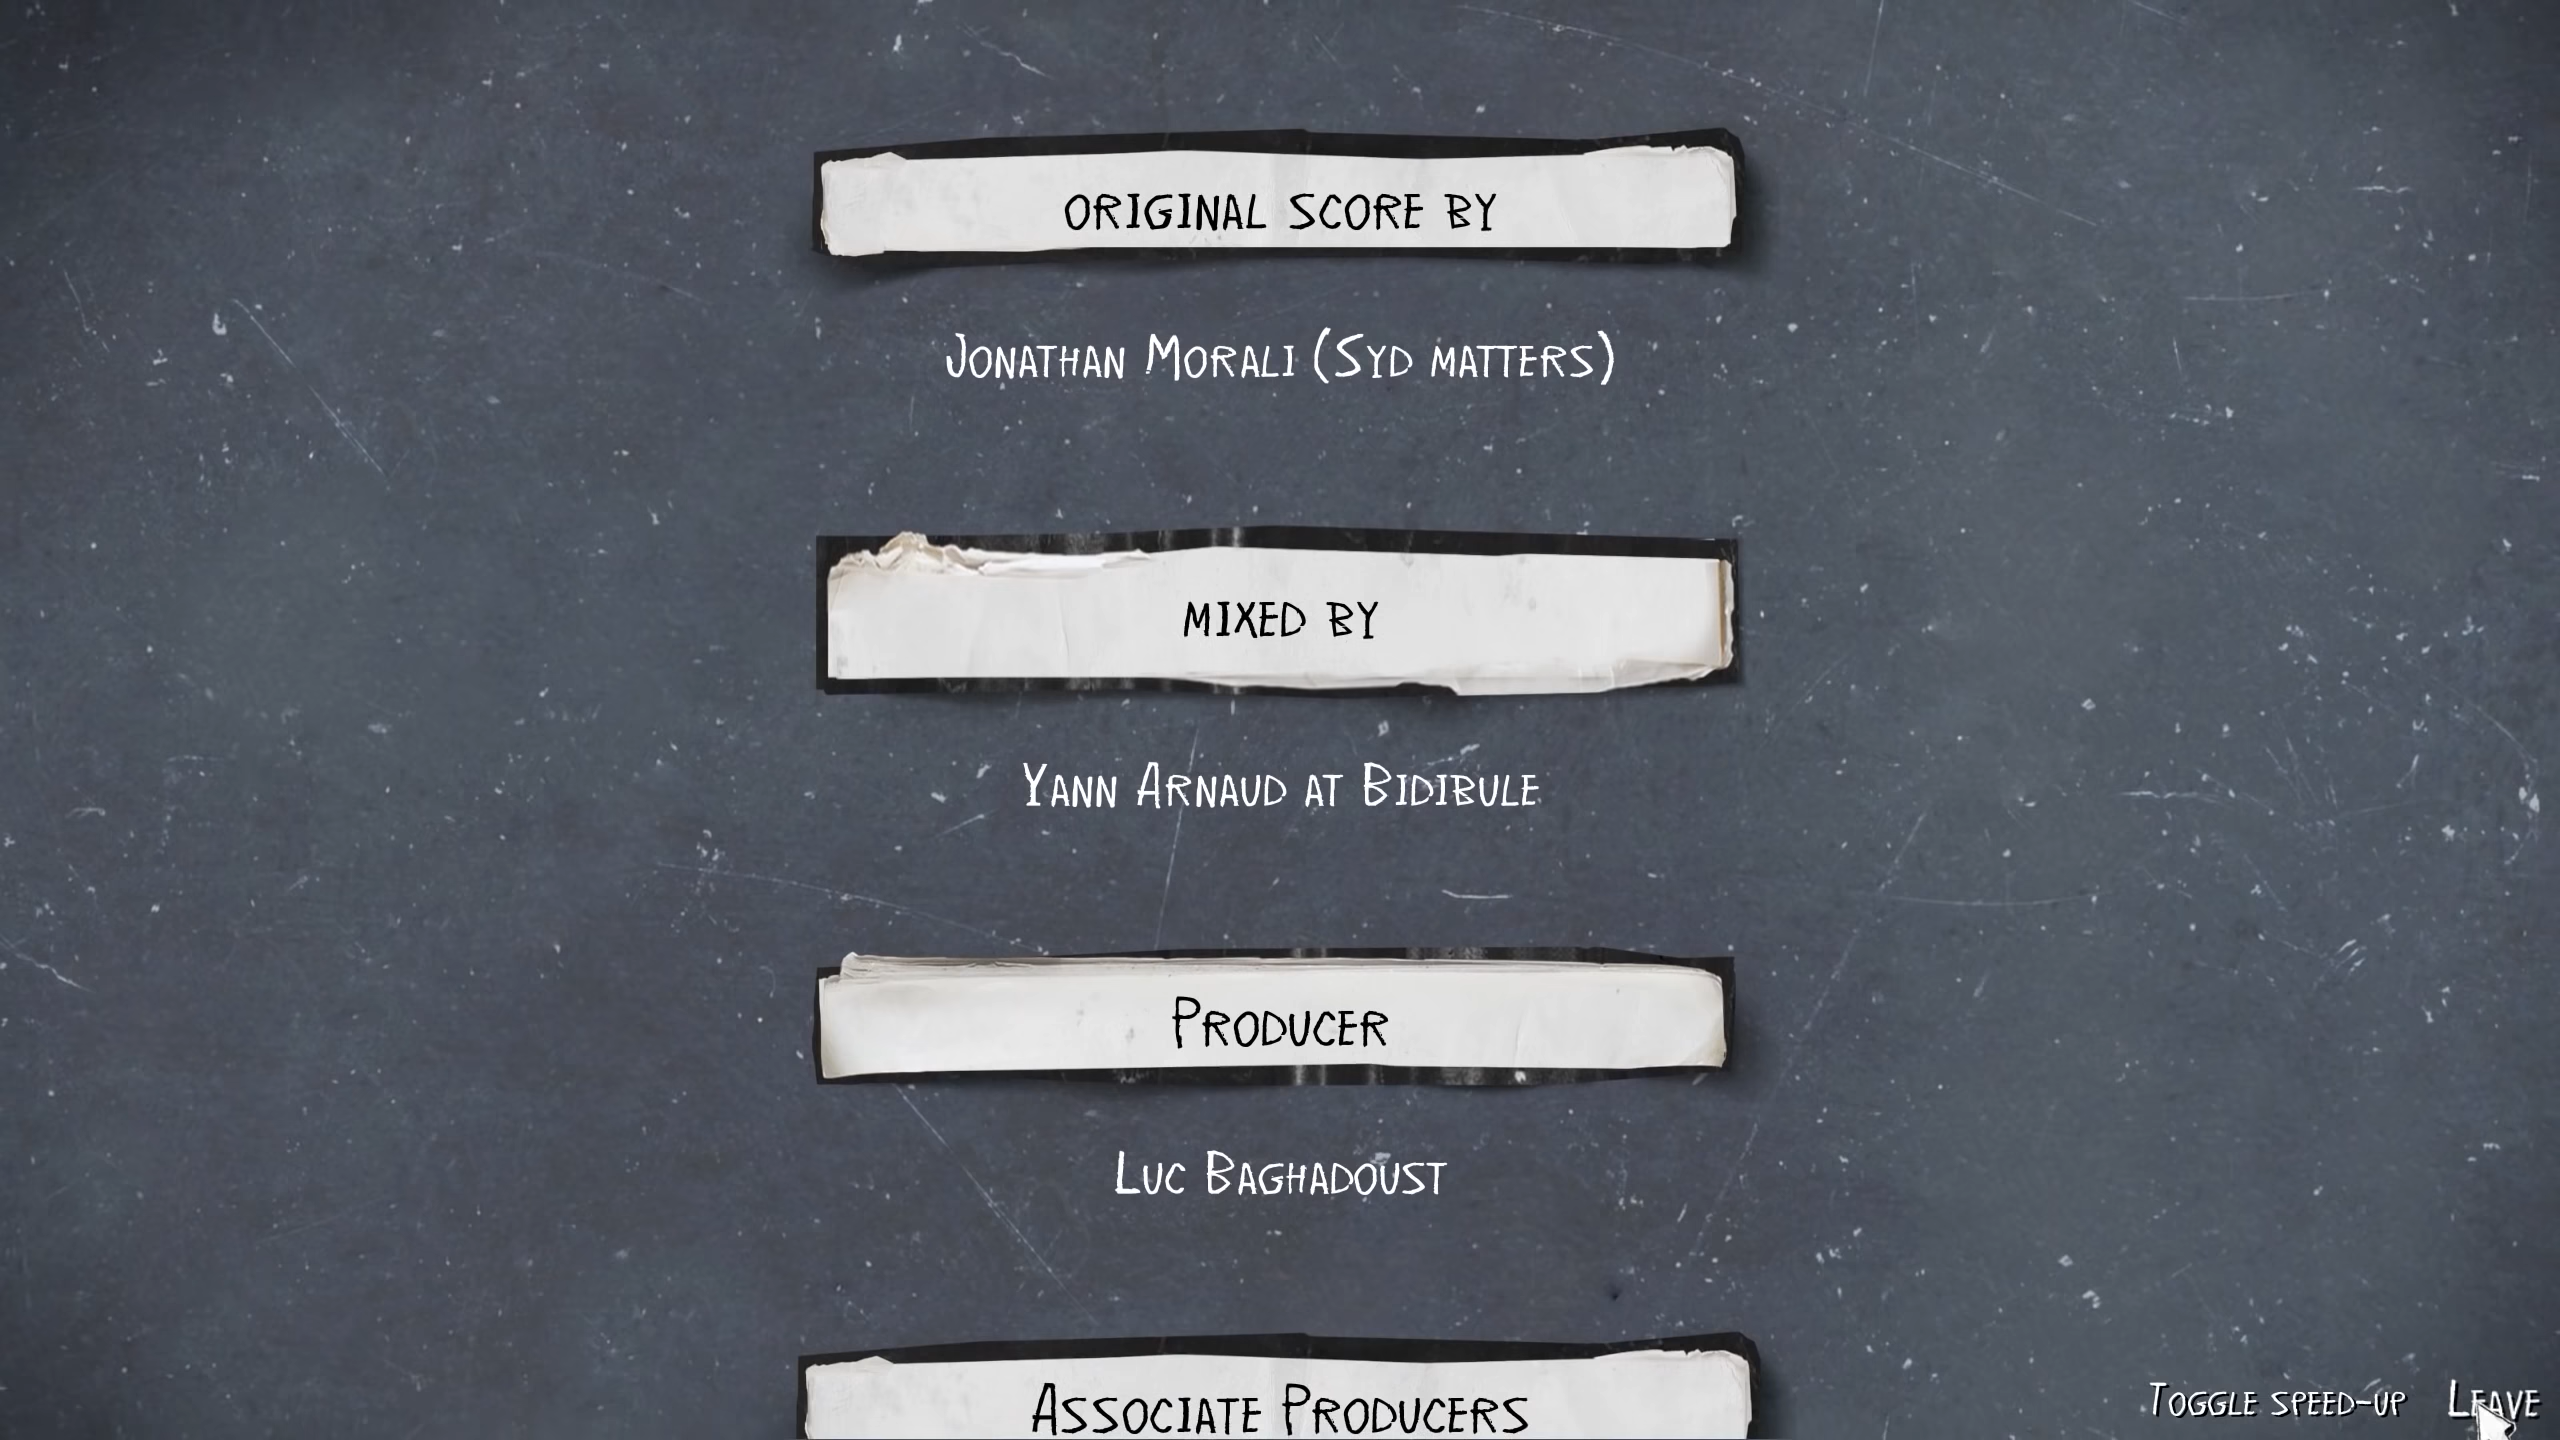 ORIGINAL SCORE BY
JONATHAN MORALI (SYD MATTERS)
MIXED BY
YANN ARNAUD AT BIDIBULE
PRODUCER
LUC BAGHADOUST
ASSOCIATE PRODUCERS
TOGGLE SPEED-UP LEAVE